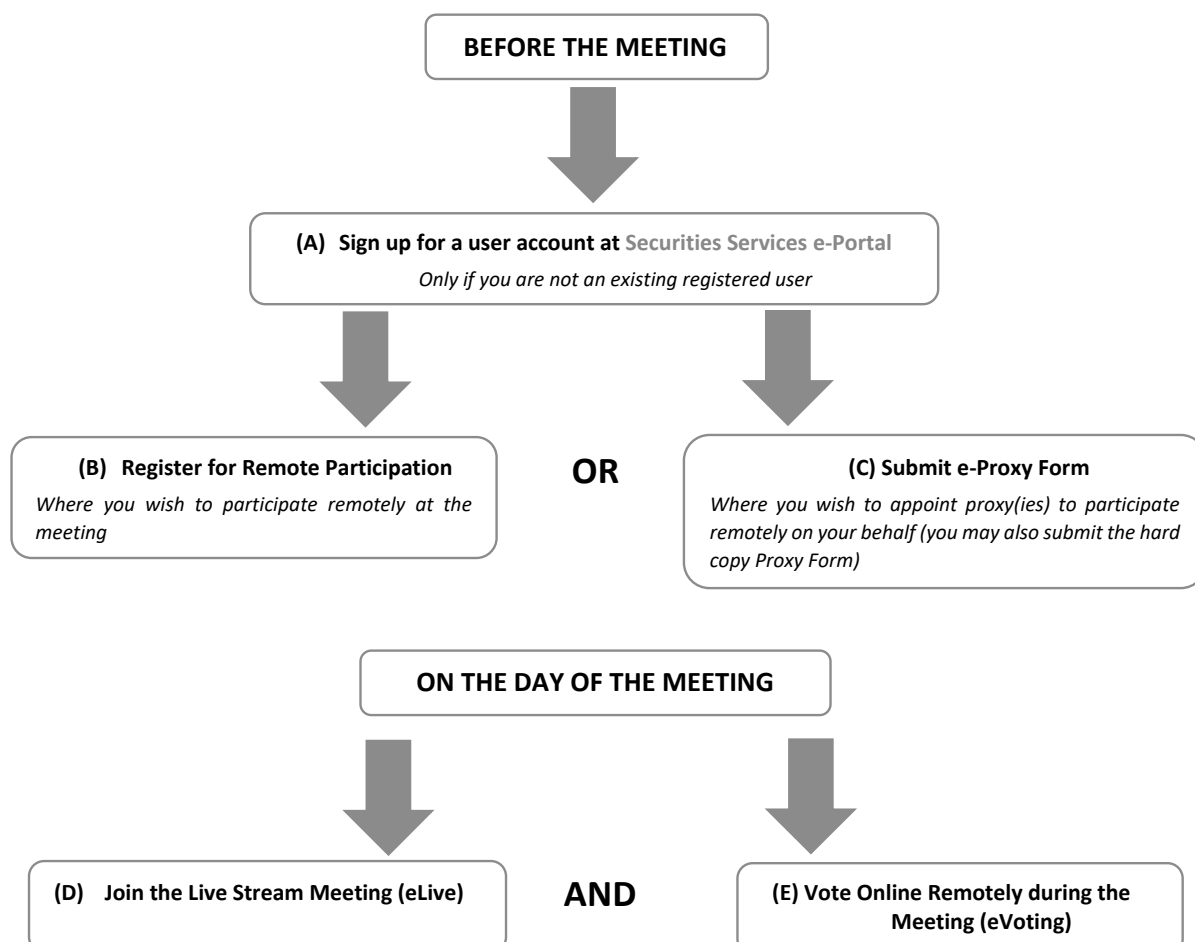 BEFORE THE MEETING
(A) Sign up for a user account at Securities Services e-Portal
Only if you are not an existing registered user
(B) Register for Remote Participation
Where you wish to participate remotely at the
meeting
OR
(C) Submit e-Proxy Form
Where you wish to appoint proxy(ies) to participate
remotely on your behalf (you may also submit the hard
copy Proxy Form)
ON THE DAY OF THE MEETING
(D) Join the Live Stream Meeting (eLive)
AND
(E) Vote Online Remotely during the
Meeting (eVoting)